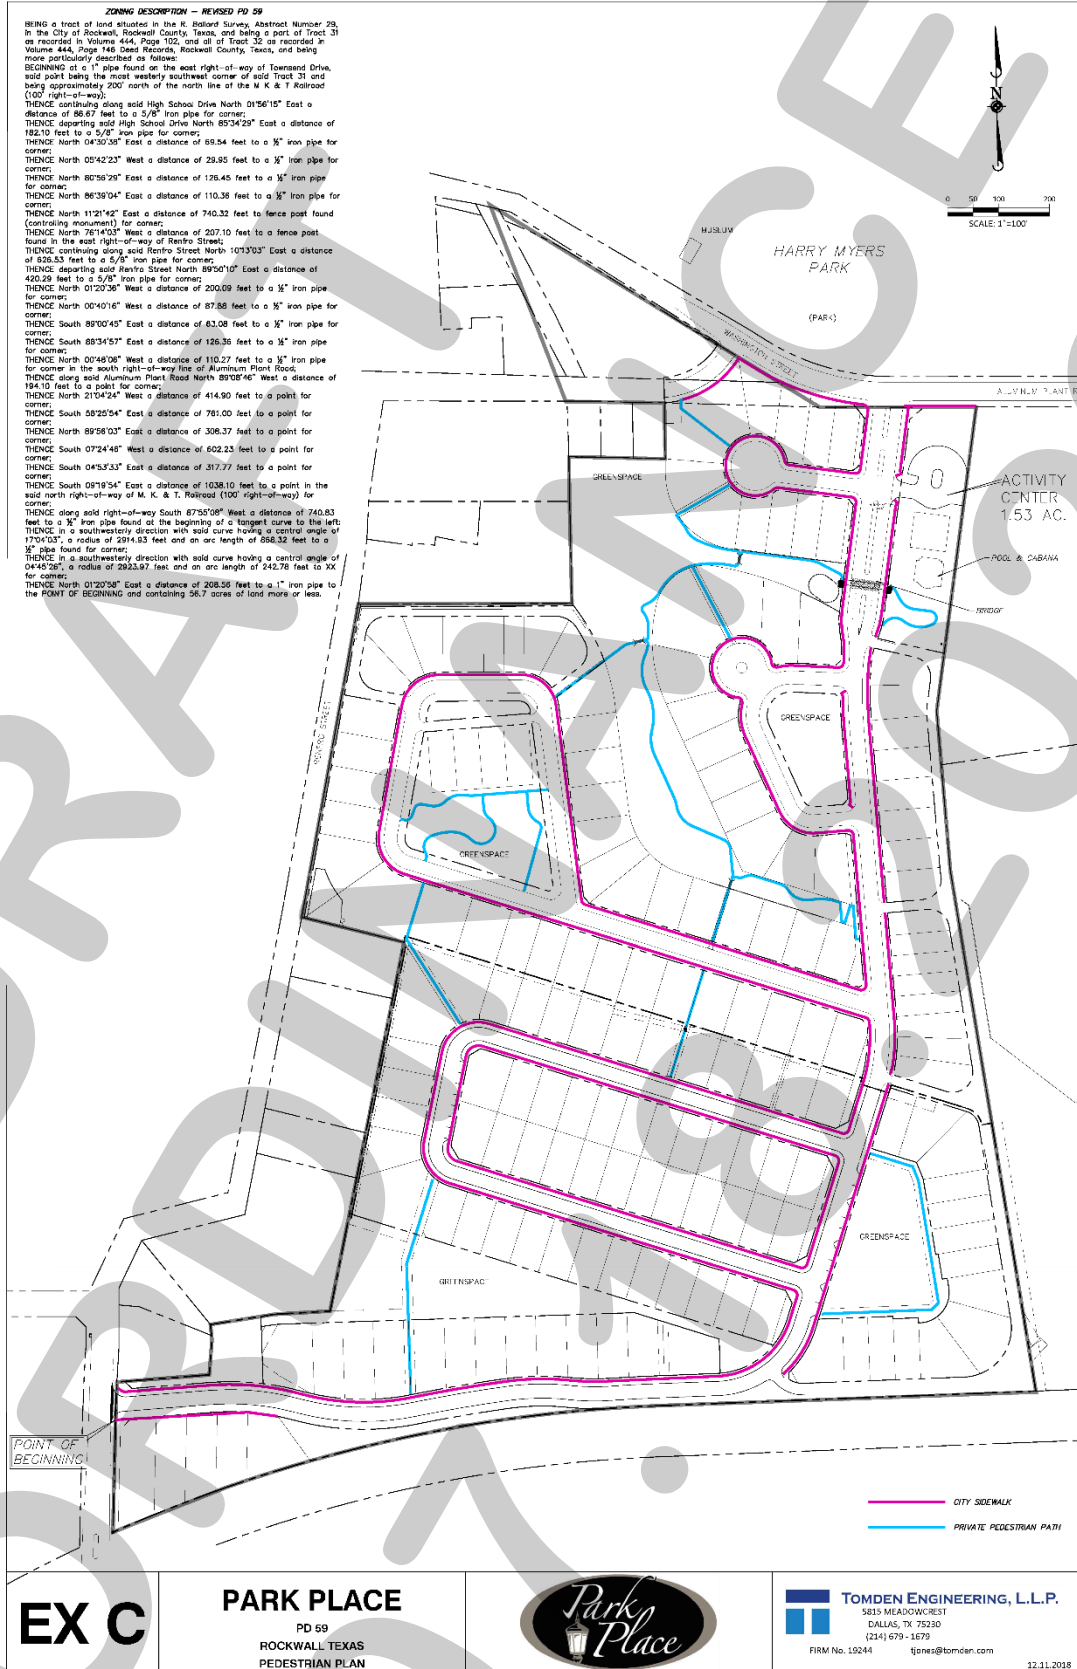 ZONING DESCRIPTION – REVISED PD 59
BEING a tract of land situated in the R. Ballard Survey, Abstract Number 29,
in the City of Rockwall, Rockwall County, Texas, and being a part of Tract 31
as recorded in Volume 444, Page 102, and all of Tract 32 as recorded in
Volume 444, Page 146 Deed Records, Rockwall County, Texas, and being
more particularly described as follows:
BEGINNING at a 1" pipe found on the east right-of-way of Townsend Drive,
said point being the most westerly southwest corner of said Tract 31 and
being approximately 200' north of the north line of the M K & T Railroad
(100' right-of-way);
THENCE continuing along said High School Drive North 01°56'15" East a
distance of 86.67 feet to a 5/8" iron pipe for corner;
THENCE departing said High School Drive North 85°34'29" East a distance of
182.10 feet to a 5/8" iron pipe for corner;
THENCE North 04°30'38" East a distance of 69.54 feet to a ½" iron pipe for
corner;
THENCE North 05°42'23" West a distance of 29.95 feet to a ½" iron pipe for
corner;
THENCE North 80°56'29" East a distance of 126.45 feet to a ½" iron pipe
for corner;
THENCE North 86°39'04" East a distance of 110.36 feet to a ½" iron pipe for
corner;
THENCE North 11°21'42" East a distance of 740.32 feet to fence post found
(controlling monument) for corner;
THENCE North 76°14'03" West a distance of 207.10 feet to a fence post
found in the east right-of-way of Renfro Street;
THENCE continuing along said Renfro Street North 10°13'03" East a distance
of 626.53 feet to a 5/8" iron pipe for corner;
THENCE departing said Renfro Street North 89°50'10" East a distance of
420.29 feet to a 5/8" iron pipe for corner;
THENCE North 01°20'36" West a distance of 200.09 feet to a ½" iron pipe
for corner;
THENCE North 00°40'16" West a distance of 87.88 feet to a ½" iron pipe for
corner;
THENCE South 89°00'45" East a distance of 63.08 feet to a ½" iron pipe for
corner;
THENCE South 88°34'57" East a distance of 126.36 feet to a ½" iron pipe
for corner;
THENCE North 00°46'06" West a distance of 110.27 feet to a ½" iron pipe
for corner in the south right-of-way line of Aluminum Plant Road;
THENCE along said Aluminum Plant Road North 89°08'46" West a distance of
194.10 feet to a point for corner;
THENCE North 21°04'24" West a distance of 414.90 feet to a point for
corner;
THENCE South 58°25'54" East a distance of 761.00 feet to a point for
corner;
THENCE North 89°56'03" East a distance of 306.37 feet to a point for
corner;
THENCE South 07°24'46" West a distance of 602.23 feet to a point for
corner;
THENCE South 04°53'33" East a distance of 317.77 feet to a point for
corner;
THENCE South 09°19'54" East a distance of 1038.10 feet to a point in the
said north right-of-way of M. K. & T. Railroad (100' right-of-way) for
corner;
THENCE along said right-of-way South 87°55'08" West a distance of 740.83
feet to a ½" iron pipe found at the beginning of a tangent curve to the left;
THENCE in a southwesterly direction with said curve having a central angle of
17°04'03", a radius of 2914.93 feet and an arc length of 868.32 feet to a
½" pipe found for corner;
THENCE in a southwesterly direction with said curve having a central angle of
04°45'26", a radius of 2923.97 feet and an arc length of 242.78 feet to XX
for corner;
THENCE North 01°20'58" East a distance of 208.56 feet to a 1" iron pipe to
the POINT OF BEGINNING and containing 56.7 acres of land more or less.
N
0 50 100 200
SCALE: 1"=100'
MUSEUM
HARRY MYERS
PARK
(PARK)
WASHINGTON STREET
ALUMINUM PLANT R
GREENSPACE
ACTIVITY
CENTER
1.53 AC.
POOL & CABANA
BRIDGE
RENFRO STREET
GREENSPACE
GREENSPACE
GREENSPACE
GREENSPACE
POINT OF
BEGINNING
CITY SIDEWALK
PRIVATE PEDESTRIAN PATH
DRAFT
ORDINANCE
EX C
PARK PLACE
PD 59
ROCKWALL TEXAS
PEDESTRIAN PLAN
Park
Place
TOMDEN ENGINEERING, L.L.P.
5815 MEADOWCREST
DALLAS, TX 75230
(214) 679 - 1679
FIRM No. 19244 tjones@tomden.com
12.11.2018